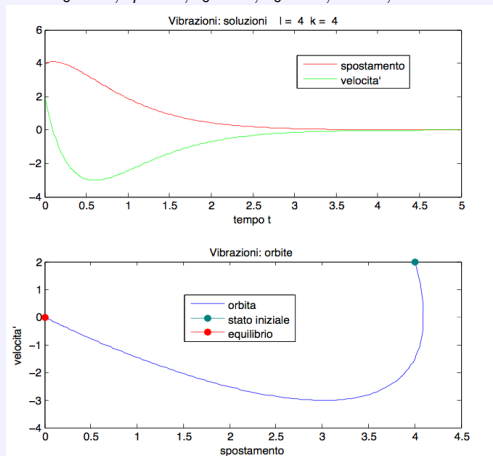 Vibrazioni: soluzioni l = 4 k = 4
6
4
2
0
−2
−4
spostamento
velocita'
0 0.5 1 1.5 2 2.5 3 3.5 4 4.5 5
tempo t
Vibrazioni: orbite
2
1
0
−1
−2
−3
−4
velocita'
orbita
stato iniziale
equilibrio
0 0.5 1 1.5 2 2.5 3 3.5 4 4.5
spostamento